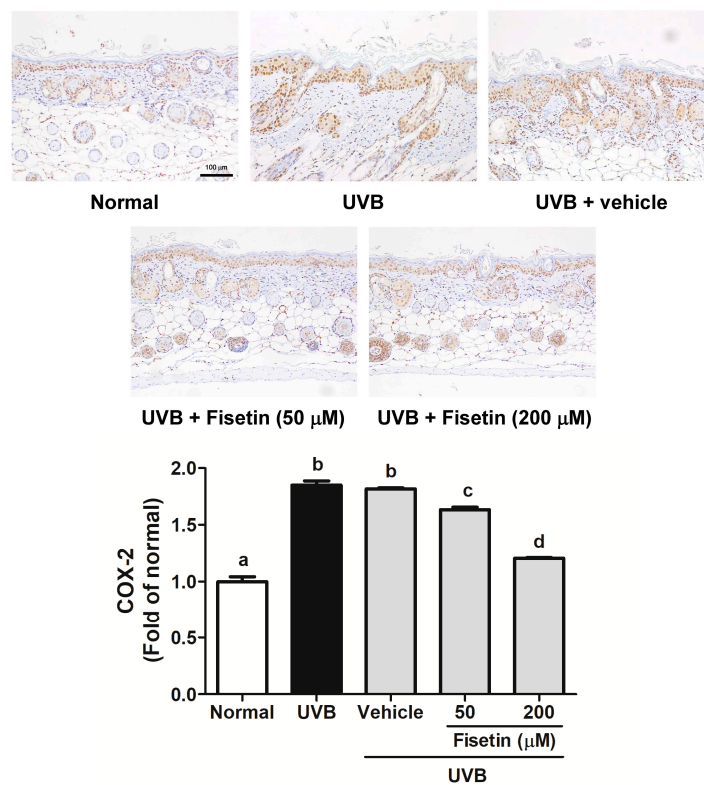 100 µm
Normal
UVB
UVB + vehicle
UVB + Fisetin (50 µM)
UVB + Fisetin (200 µM)
COX-2
(Fold of normal)
2.0
1.5
1.0
0.5
0.0
a
b
b
c
d
Normal
UVB
Vehicle
50
200
Fisetin (µM)
UVB